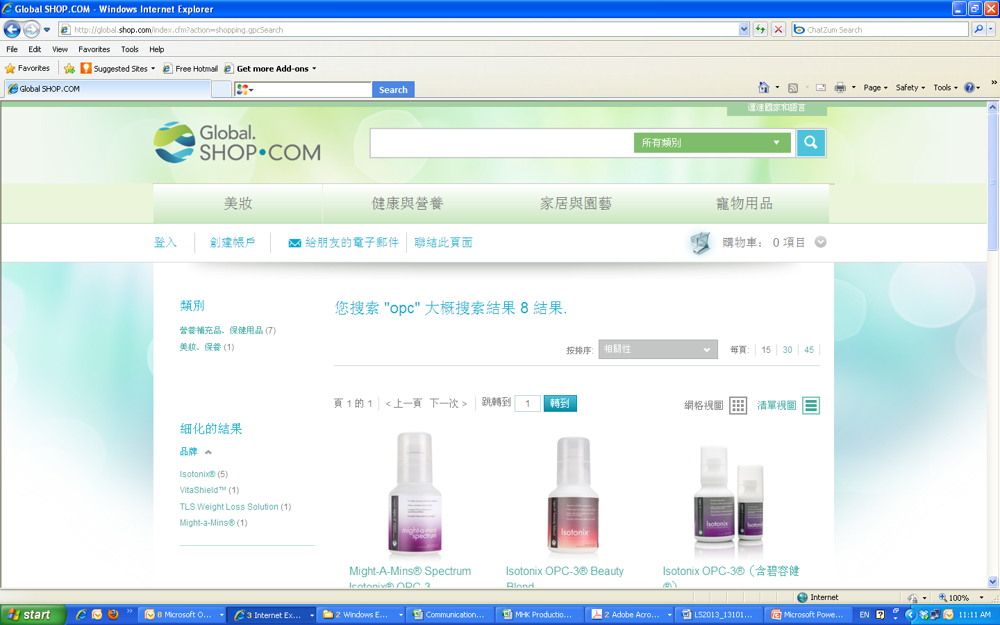 Global SHOP.COM - Windows Internet Explorer
http://global.shop.com/index.cfm?action=shopping.gpcSearch
ChatZum Search
File Edit View Favorites Tools Help
Favorites Suggested Sites Free Hotmail Get more Add-ons
Global SHOP.COM
Search
Page Safety Tools
運達國家和語言
Global.
SHOP•COM
所有類別
美妝 健康與營養 家居與園藝 寵物用品
登入 創建帳戶 給朋友的電子郵件 聯結此頁面 購物車: 0 項目
類別
營養補充品、保健用品 (7)
美妝、保養 (1)
您搜索 "opc" 大概搜索結果 8 結果.
按排序: 相關性 每頁: 15 30 45
頁 1 的 1 < 上一頁 下一次 > 跳轉到 1 轉到 網格視圖 清單視圖
細化的結果
品牌
Isotonix® (5)
VitaShield™ (1)
TLS Weight Loss Solution (1)
Might-a-Mins® (1)
might-a-mins
spectrum
Isotonix
Isotonix
Isotonix
Might-A-Mins® Spectrum
Isotonix® OPC-3
Isotonix OPC-3® Beauty
Blend
Isotonix OPC-3®（含碧容健
®）
Internet 100%
start 8 Microsoft O... 3 Internet Ex... 2 Windows E... Communication... MHK Production... 2 Adobe Acro... LS2013_13101... Microsoft Powe... EN 11:11 AM